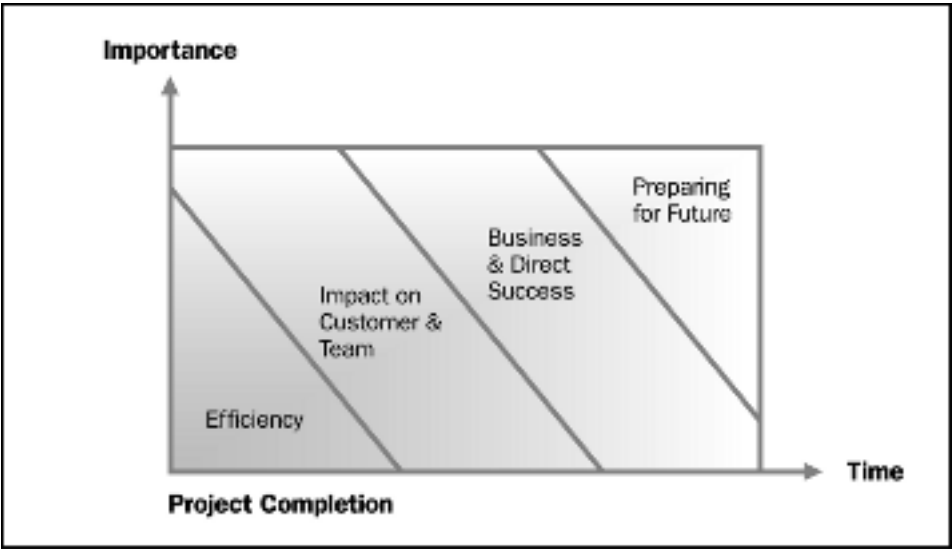 Importance
Preparing
for Future
Business
& Direct
Success
Impact on
Customer &
Team
Efficiency
Time
Project Completion